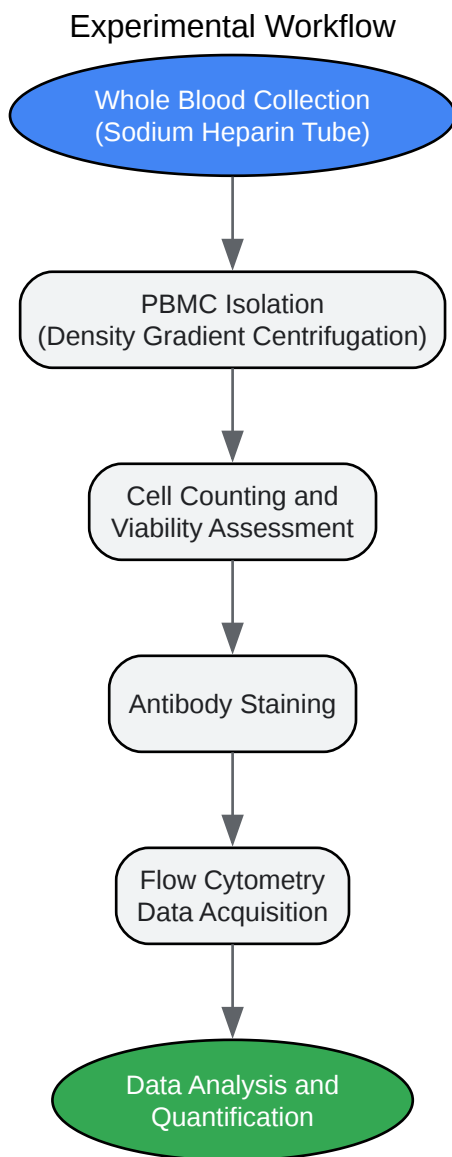 Experimental Workflow
Whole Blood Collection
(Sodium Heparin Tube)
PBMC Isolation
(Density Gradient Centrifugation)
Cell Counting and
Viability Assessment
Antibody Staining
Flow Cytometry
Data Acquisition
Data Analysis and
Quantification